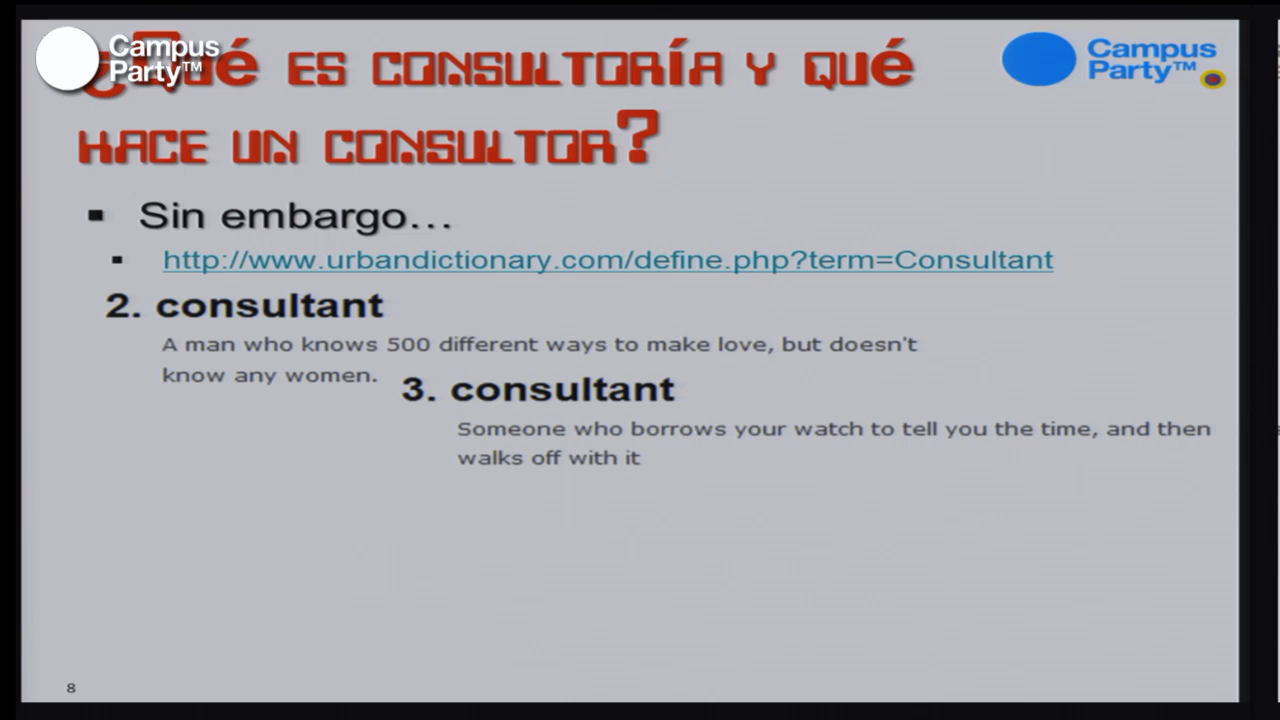 Campus
Party™
¿Qué es consultoría y qué
Campus
Party™
hace un consultor?
▪ Sin embargo…
▪ http://www.urbandictionary.com/define.php?term=Consultant
2. consultant
A man who knows 500 different ways to make love, but doesn't
know any women.
3. consultant
Someone who borrows your watch to tell you the time, and then
walks off with it
8